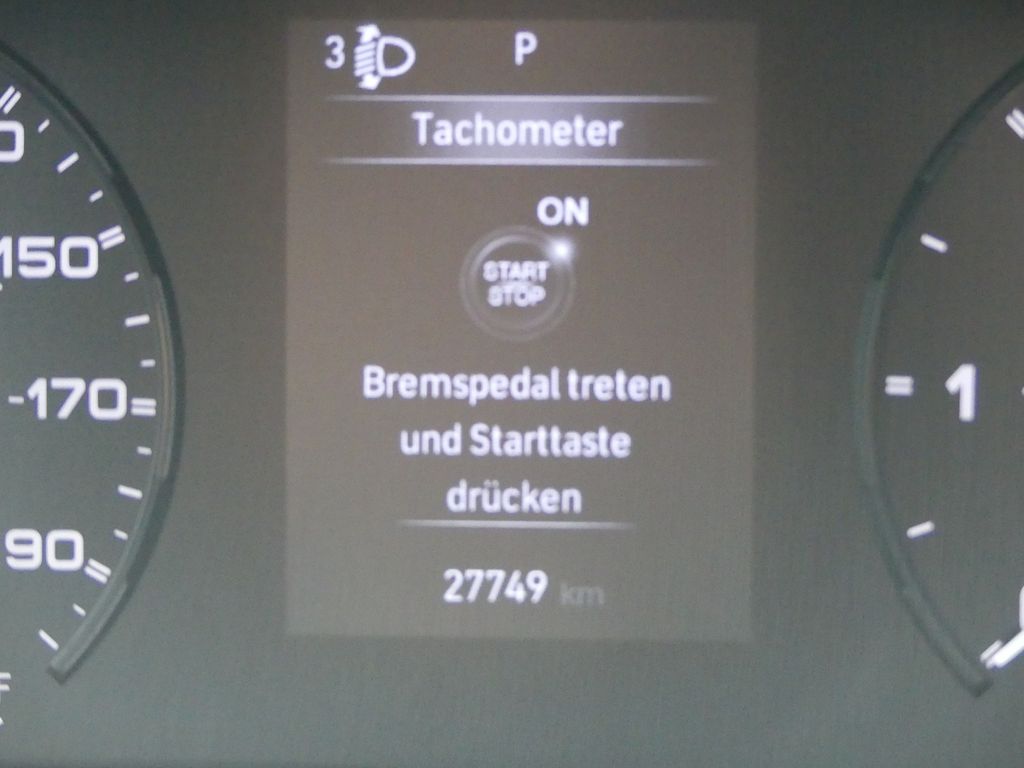 3 P
Tachometer
ON
START
STOP
Bremspedal treten
und Starttaste
drücken
27749 km
150
170
90
1